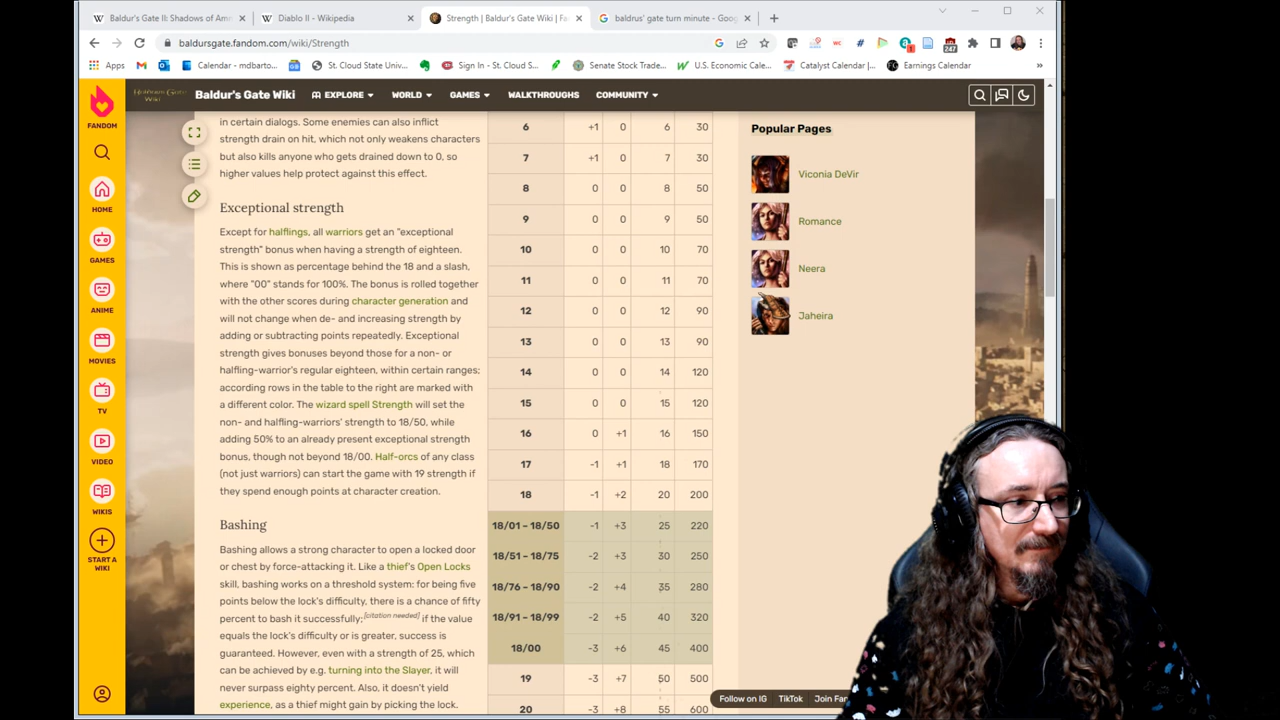 Baldur's Gate II: Shadows of Am
Diablo II - Wikipedia
Strength | Baldur's Gate Wiki | Fa
baldrus' gate turn minute - Goog
baldursgate.fandom.com/wiki/Strength
1
247
Apps
Calendar - mdbarto...
St. Cloud State Univ...
Sign In - St. Cloud S...
Senate Stock Trade...
U.S. Economic Cale...
Catalyst Calendar |...
Earnings Calendar
»
FANDOM
HOME
GAMES
ANIME
MOVIES
TV
VIDEO
WIKIS
START A
WIKI
Baldur's Gate Wiki
EXPLORE
WORLD
GAMES
WALKTHROUGHS
COMMUNITY
in certain dialogs. Some enemies can also inflict
strength drain on hit, which not only weakens characters
but also kills anyone who gets drained down to 0, so
higher values help protect against this effect.
Exceptional strength
Except for halflings, all warriors get an "exceptional
strength" bonus when having a strength of eighteen.
This is shown as percentage behind the 18 and a slash,
where "00" stands for 100%. The bonus is rolled together
with the other scores during character generation and
will not change when de- and increasing strength by
adding or subtracting points repeatedly. Exceptional
strength gives bonuses beyond those for a non- or
halfling-warrior's regular eighteen, within certain ranges;
according rows in the table to the right are marked with
a different color. The wizard spell Strength will set the
non- and halfling-warriors' strength to 18/50, while
adding 50% to an already present exceptional strength
bonus, though not beyond 18/00. Half-orcs of any class
(not just warriors) can start the game with 19 strength if
they spend enough points at character creation.
Bashing
Bashing allows a strong character to open a locked door
or chest by force-attacking it. Like a thief's Open Locks
skill, bashing works on a threshold system: for being five
points below the lock's difficulty, there is a chance of fifty
percent to bash it successfully;[citation needed] if the value
equals the lock's difficulty or is greater, success is
guaranteed. However, even with a strength of 25, which
can be achieved by e.g. turning into the Slayer, it will
never surpass eighty percent. Also, it doesn't yield
experience, as a thief might gain by picking the lock.
6 +1 0 6 30
7 +1 0 7 30
8 0 0 8 50
9 0 0 9 50
10 0 0 10 70
11 0 0 11 70
12 0 0 12 90
13 0 0 13 90
14 0 0 14 120
15 0 0 15 120
16 0 +1 16 150
17 -1 +1 18 170
18 -1 +2 20 200
18/01 – 18/50 -1 +3 25 220
18/51 – 18/75 -2 +3 30 250
18/76 – 18/90 -2 +4 35 280
18/91 – 18/99 -2 +5 40 320
18/00 -3 +6 45 400
19 -3 +7 50 500
20 -3 +8 55 600
Popular Pages
Viconia DeVir
Romance
Neera
Jaheira
Follow on IG
TikTok
Join Fan